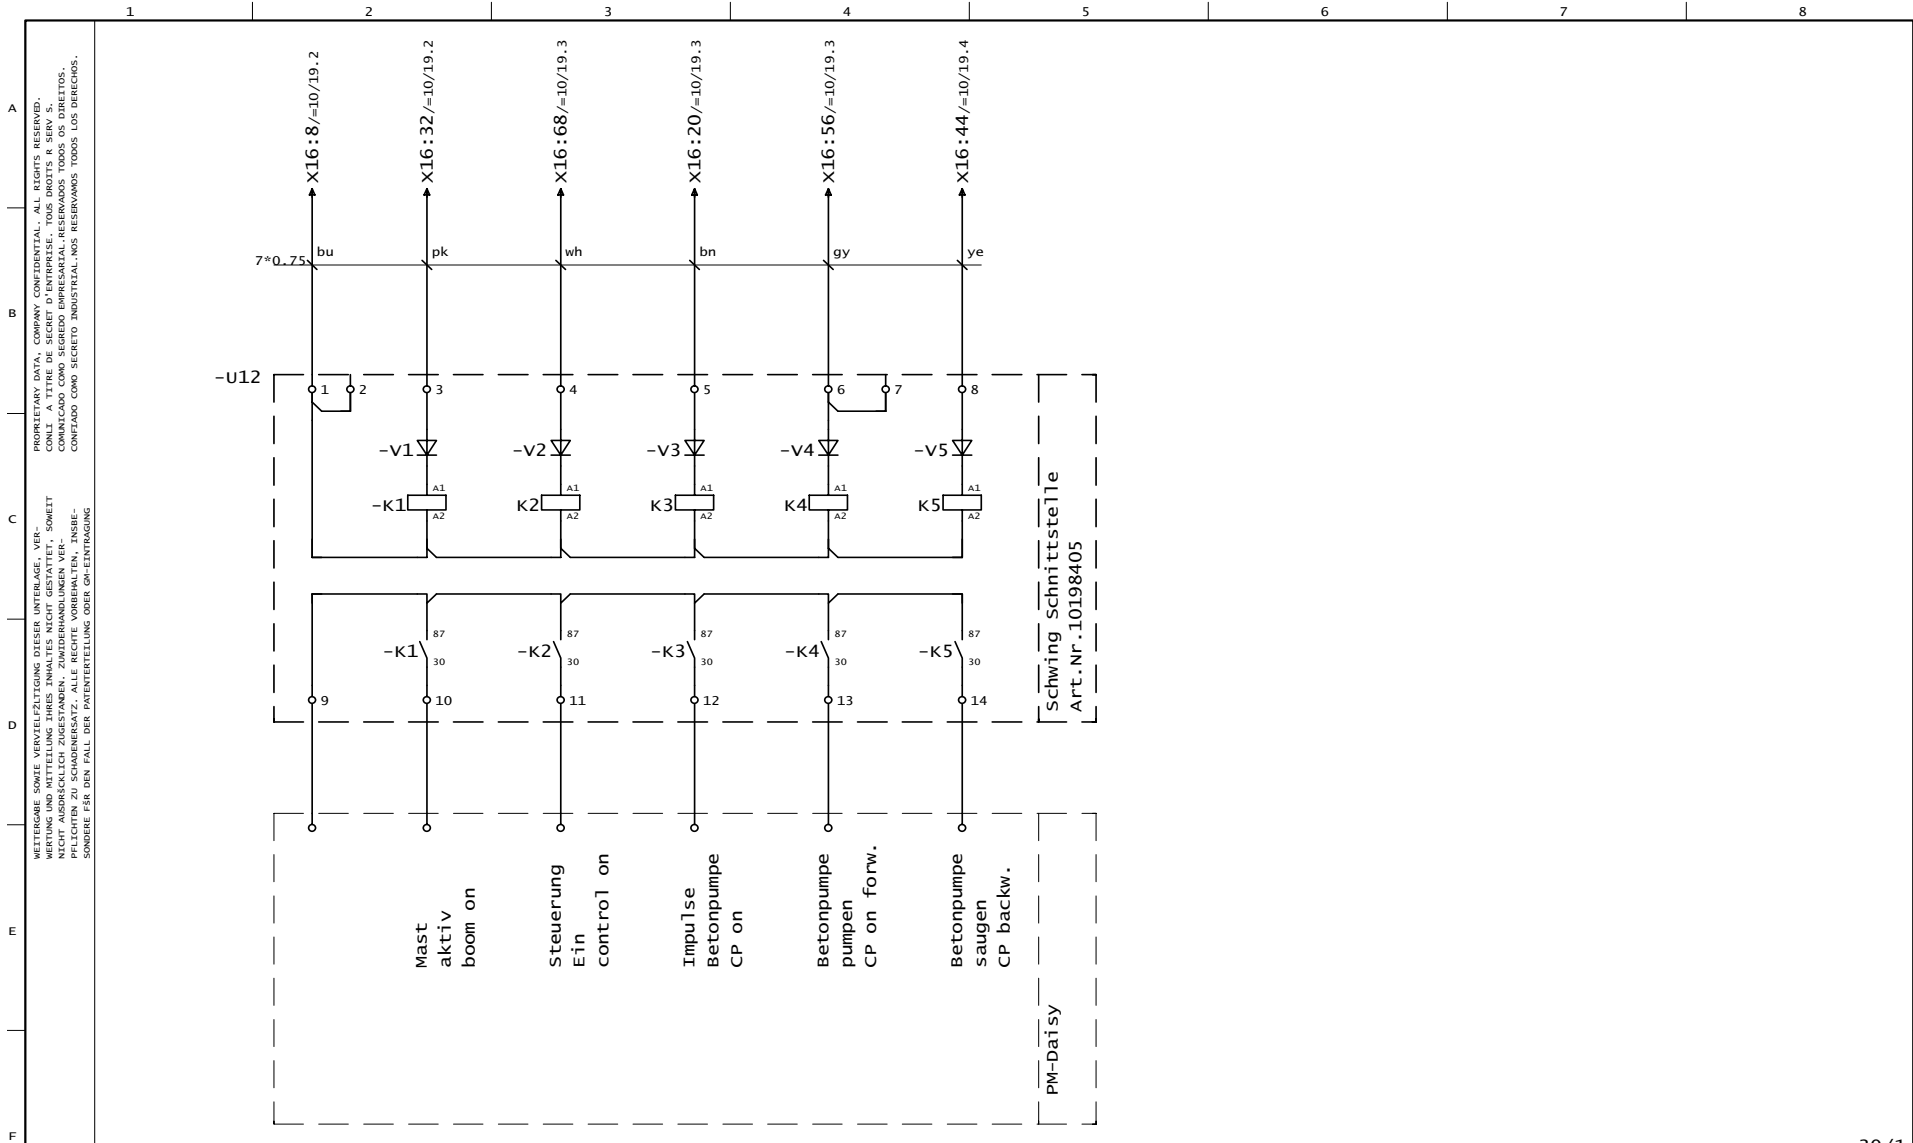 1 2 3 4 5 6 7 8
A
B
C
D
E
F
PROPRIETARY DATA, COMPANY CONFIDENTIAL. ALL RIGHTS RESERVED.
CONLI A TITRE DE SECRET D'ENTRPRISE. TOUS DROITS R SERV S.
COMUNICADO COMO SEGREDO EMPRESARIAL.RESERVADOS TODOS OS DIREITOS.
CONFIADO COMO SECRETO INDUSTRIAL.NOS RESERVAMOS TODOS LOS DERECHOS.
WEITERGABE SOWIE VERVIELFŽLTIGUNG DIESER UNTERLAGE, VER-
WERTUNG UND MITTEILUNG IHRES INHALTES NICHT GESTATTET, SOWEIT
NICHT AUSDRŠCKLICH ZUGESTANDEN. ZUWIDERHANDLUNGEN VER-
PFLICHTEN ZU SCHADENERSATZ. ALLE RECHTE VORBEHALTEN, INSBE-
SONDERE FŠR DEN FALL DER PATENTERTEILUNG ODER GM-EINTRAGUNG
X16:8/=10/19.2
X16:32/=10/19.2
X16:68/=10/19.3
X16:20/=10/19.3
X16:56/=10/19.3
X16:44/=10/19.4
7*0.75 bu pk wh bn gy ye
-U12
1 2 3 4 5 6 7 8
-V1 -V2 -V3 -V4 -V5
A1 A1 A1 A1 A1
-K1 K2 K3 K4 K5
A2 A2 A2 A2 A2
87 87 87 87 87
-K1 -K2 -K3 -K4 -K5
30 30 30 30 30
9 10 11 12 13 14
Schwing Schnittstelle
Art.Nr.10198405
Mast
aktiv
boom on
Steuerung
Ein
control on
Impulse
Betonpumpe
CP on
Betonpumpe
pumpen
CP on forw.
Betonpumpe
saugen
CP backw.
PM-Daisy